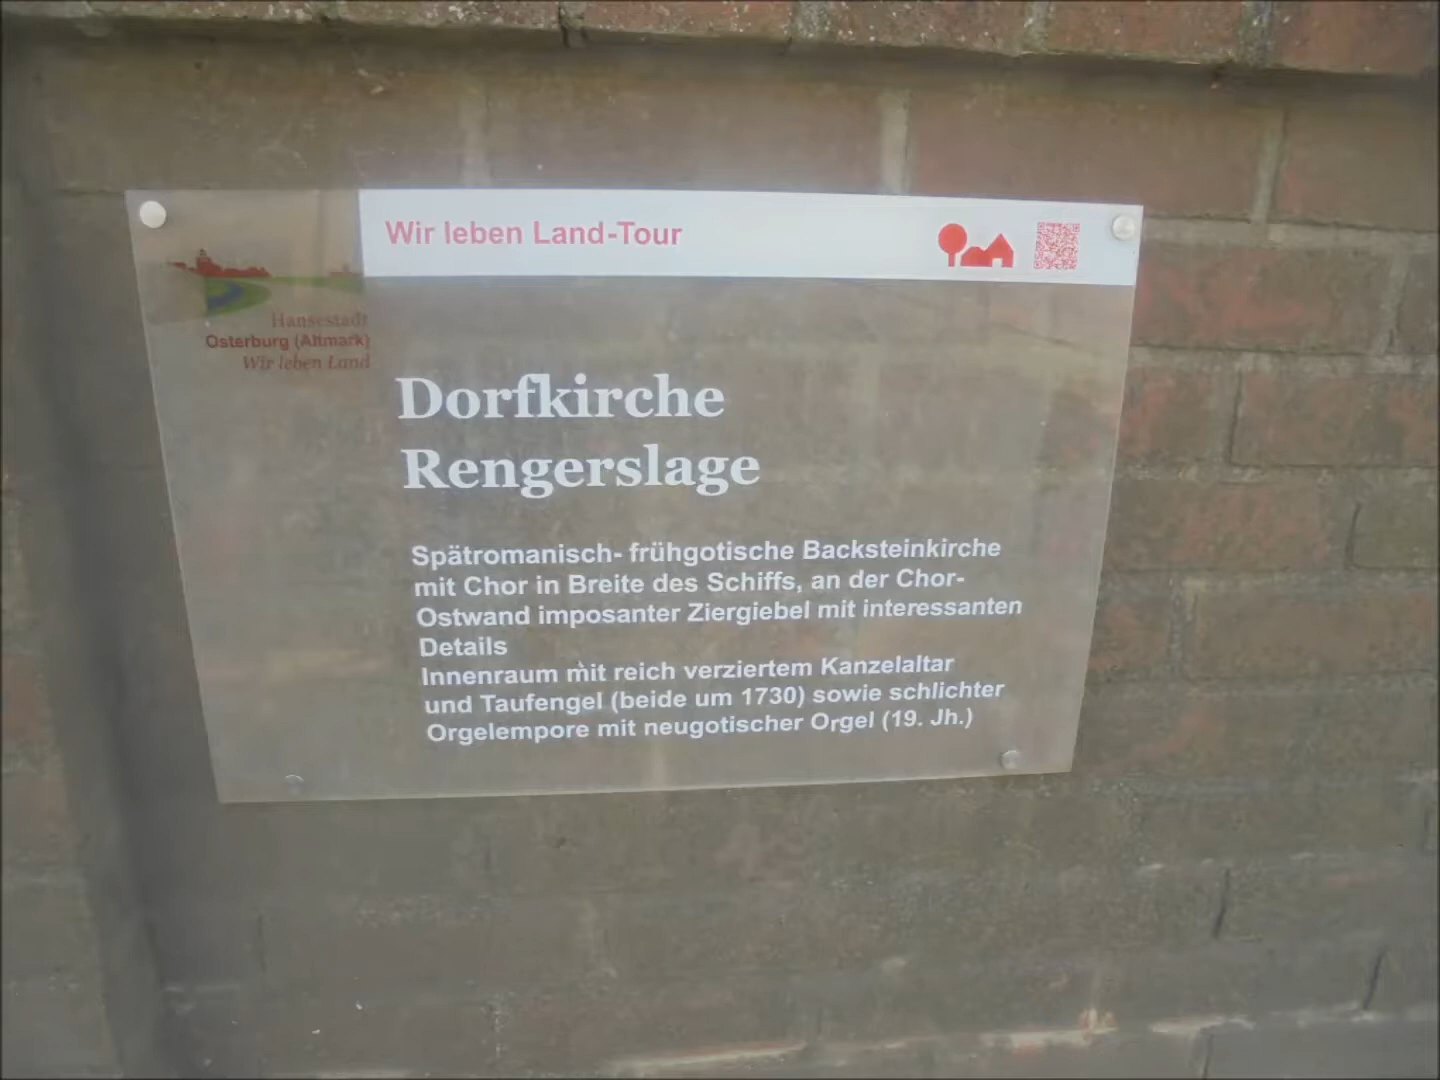 Wir leben Land-Tour
Hansestadt
Osterburg (Altmark)
Wir leben Land
Dorfkirche
Rengerslage
Spätromanisch- frühgotische Backsteinkirche
mit Chor in Breite des Schiffs, an der Chor-
Ostwand imposanter Ziergiebel mit interessanten
Details
Innenraum mit reich verziertem Kanzelaltar
und Taufengel (beide um 1730) sowie schlichter
Orgelempore mit neugotischer Orgel (19. Jh.)